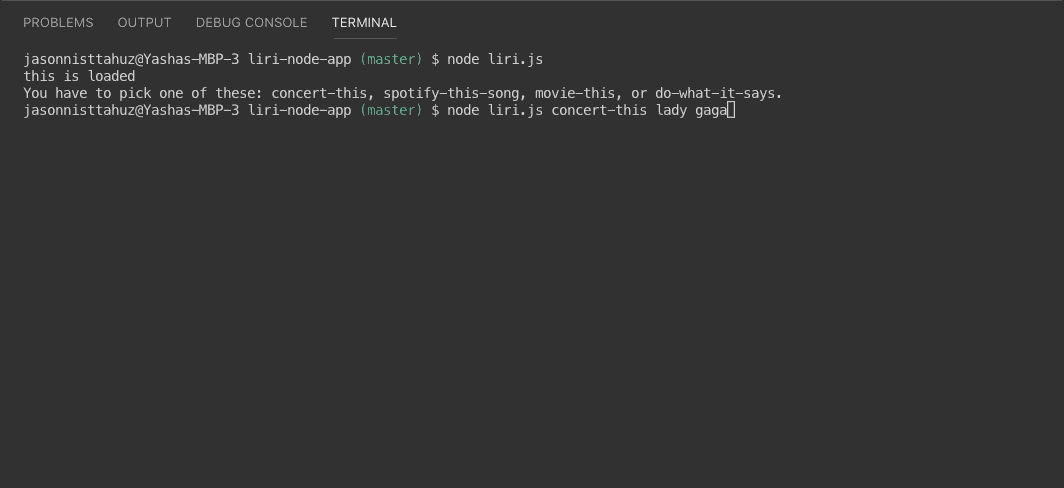 PROBLEMS OUTPUT DEBUG CONSOLE TERMINAL
jasonnisttahuz@Yashas-MBP-3 liri-node-app (master) $ node liri.js
this is loaded
You have to pick one of these: concert-this, spotify-this-song, movie-this, or do-what-it-says.
jasonnisttahuz@Yashas-MBP-3 liri-node-app (master) $ node liri.js concert-this lady gaga